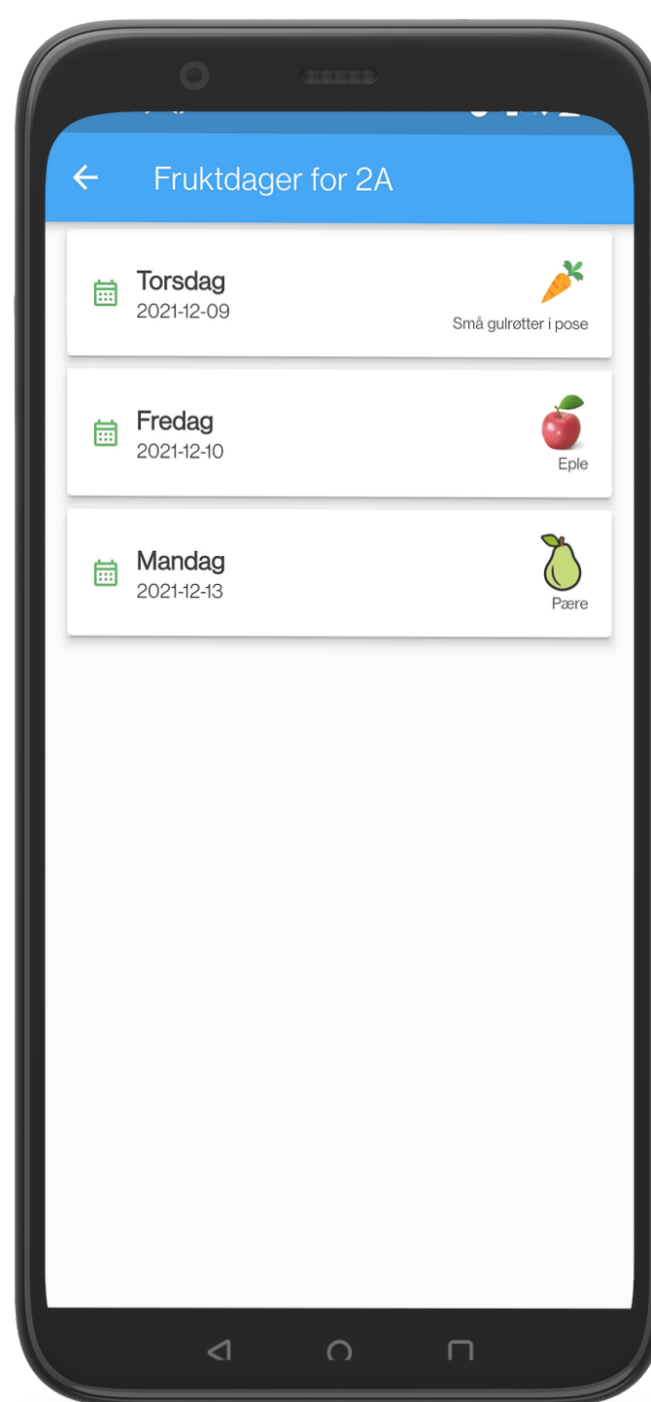 Fruktdager for 2A
Torsdag
2021-12-09
Små gulrøtter i pose
Fredag
2021-12-10
Eple
Mandag
2021-12-13
Pære